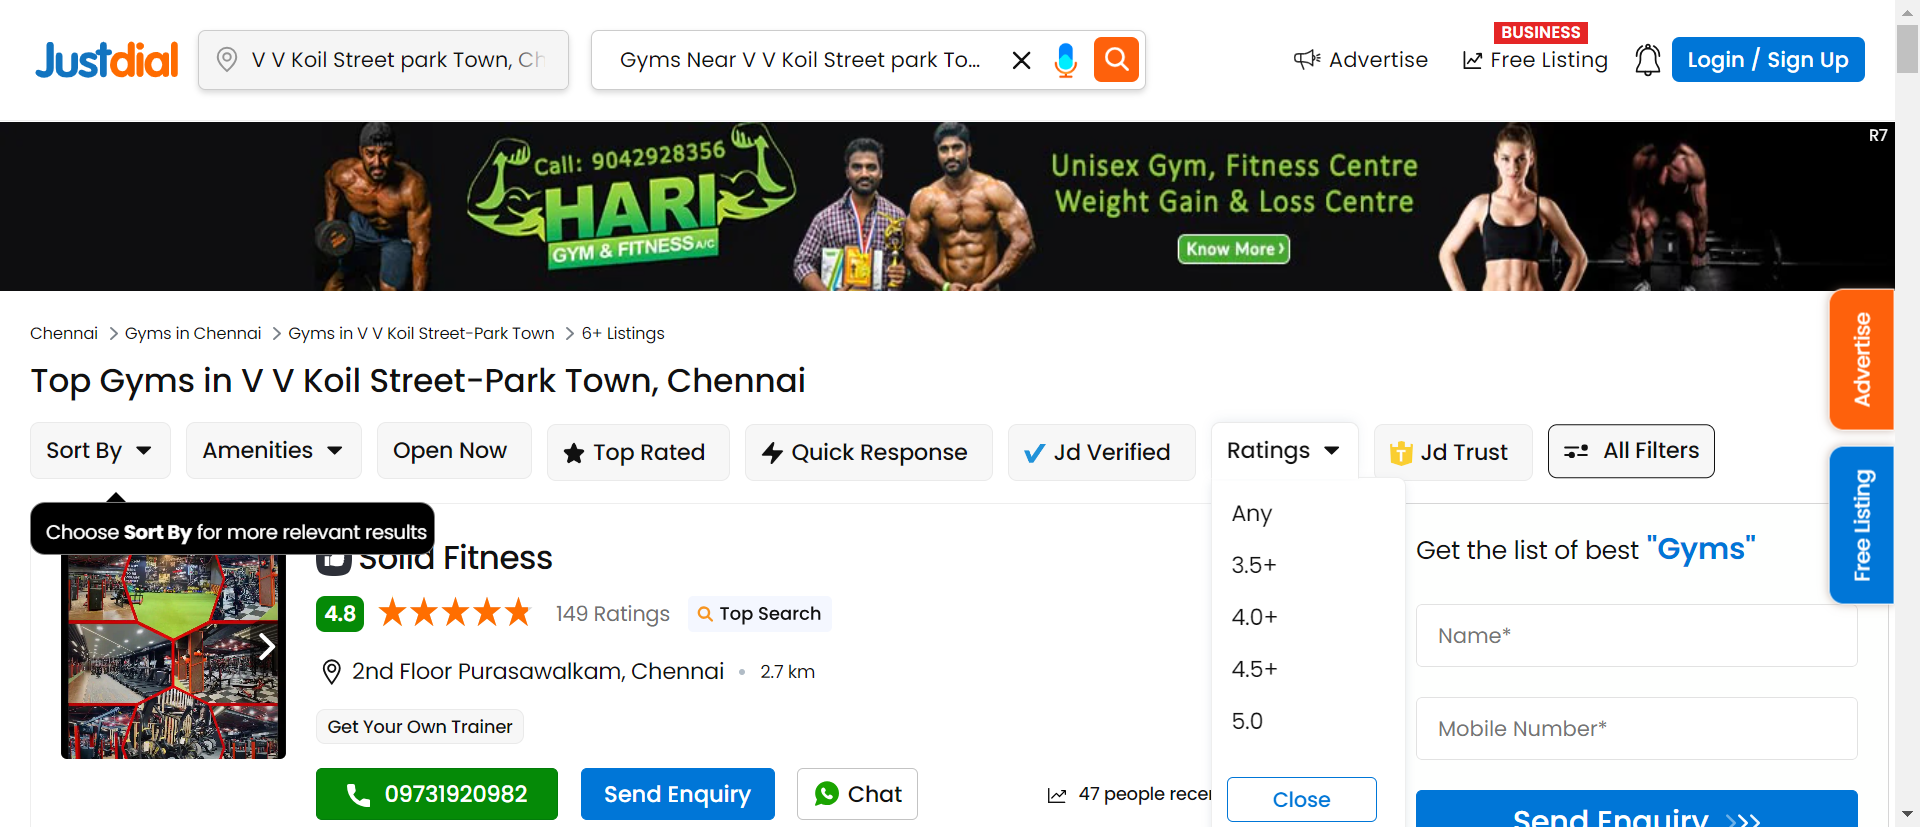 Justdial
V V Koil Street park Town, Ch
Gyms Near V V Koil Street park To...
Advertise
BUSINESS
Free Listing
Login / Sign Up
R7
Call: 9042928356
HARI
GYM & FITNESS A/C
Unisex Gym, Fitness Centre
Weight Gain & Loss Centre
Know More ›
Chennai > Gyms in Chennai > Gyms in V V Koil Street-Park Town > 6+ Listings
Top Gyms in V V Koil Street-Park Town, Chennai
Sort By
Amenities
Open Now
Top Rated
Quick Response
Jd Verified
Ratings
Jd Trust
All Filters
Choose Sort By for more relevant results
Any
3.5+
4.0+
4.5+
5.0
Close
Solid Fitness
4.8
149 Ratings
Top Search
2nd Floor Purasawalkam, Chennai • 2.7 km
Get Your Own Trainer
09731920982
Send Enquiry
Chat
47 people recen
Get the list of best "Gyms"
Name*
Mobile Number*
Send Enquiry >>>
Advertise
Free Listing